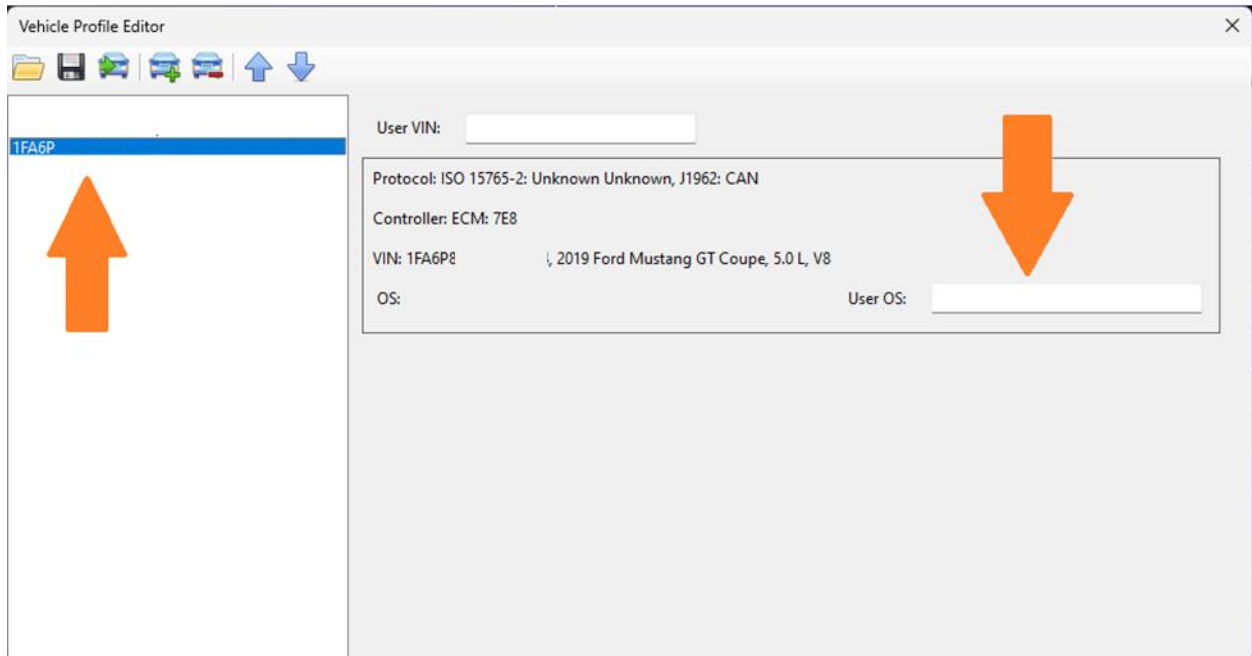 Vehicle Profile Editor
1FA6P
User VIN:
Protocol: ISO 15765-2: Unknown Unknown, J1962: CAN
Controller: ECM: 7E8
VIN: 1FA6P8 , 2019 Ford Mustang GT Coupe, 5.0 L, V8
OS: User OS: